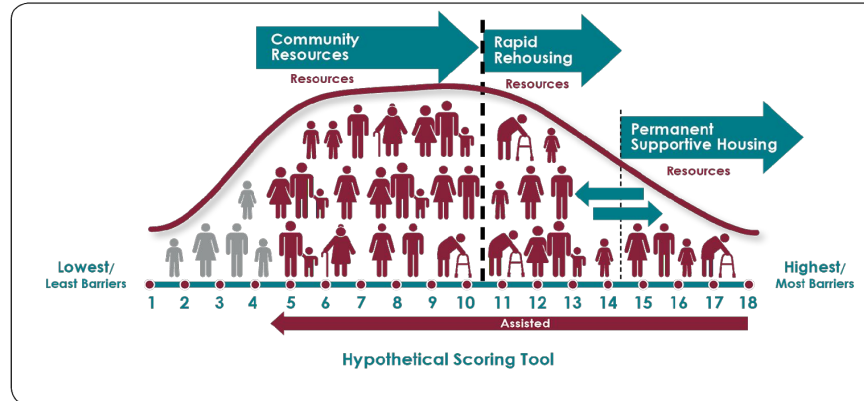 Community
Resources
Resources
Rapid
Rehousing
Resources
Permanent
Supportive Housing
Resources
Lowest/
Least Barriers
Highest/
Most Barriers
1 2 3 4 5 6 7 8 9 10 11 12 13 14 15 16 17 18
Assisted
Hypothetical Scoring Tool